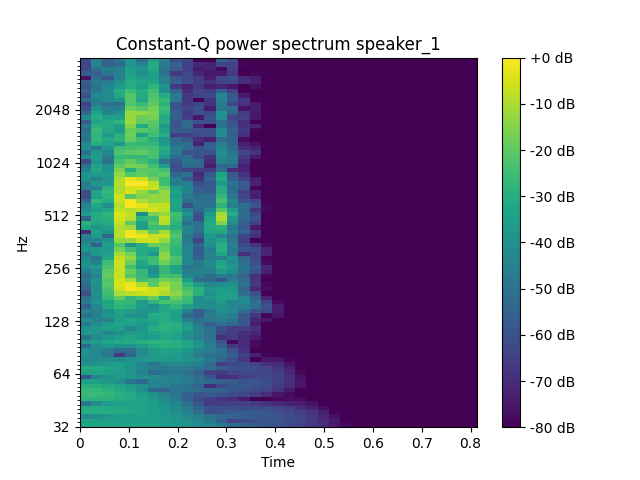 Constant-Q power spectrum speaker_1
Hz
2048
1024
512
256
128
64
32
0 0.1 0.2 0.3 0.4 0.5 0.6 0.7 0.8
Time
+0 dB
-10 dB
-20 dB
-30 dB
-40 dB
-50 dB
-60 dB
-70 dB
-80 dB